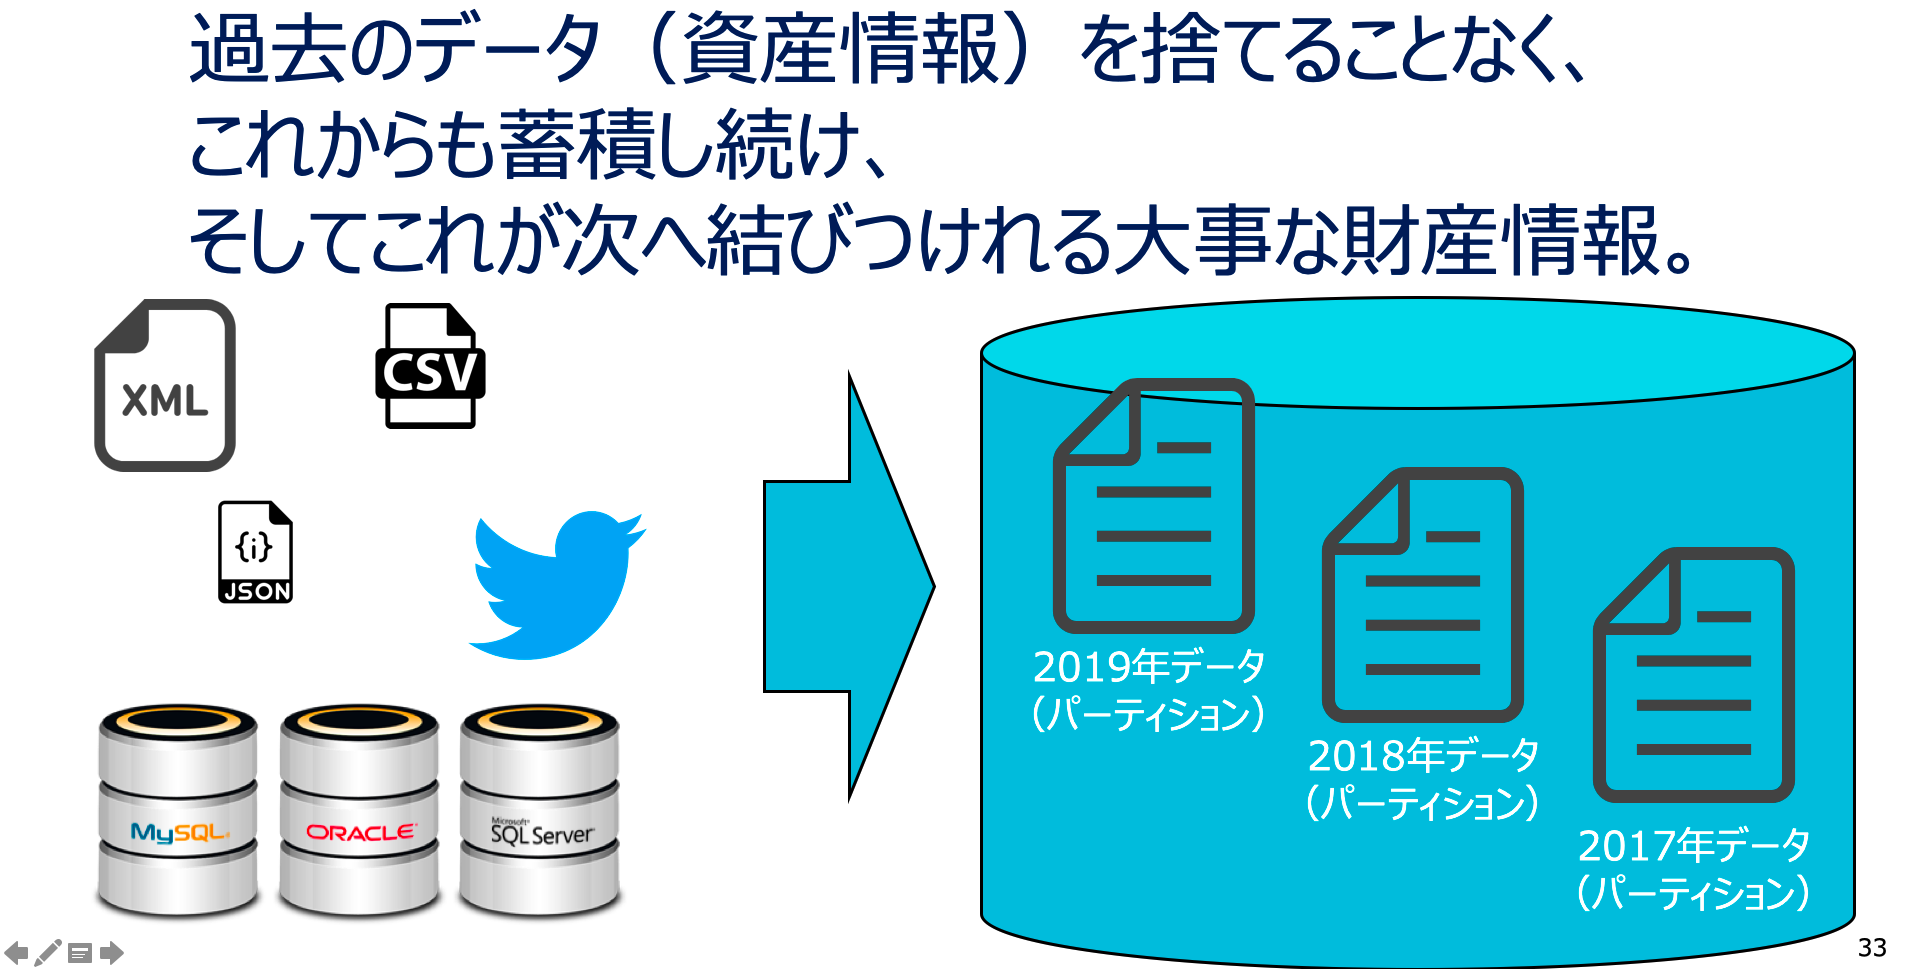 過去のデータ（資産情報）を捨てることなく、
これからも蓄積し続け、
そしてこれが次へ結びつけれる大事な財産情報。
XML
CSV
{i}
JSON
MySQL
ORACLE
Microsoft
SQL Server
2019年データ
（パーティション）
2018年データ
（パーティション）
2017年データ
（パーティション）
33